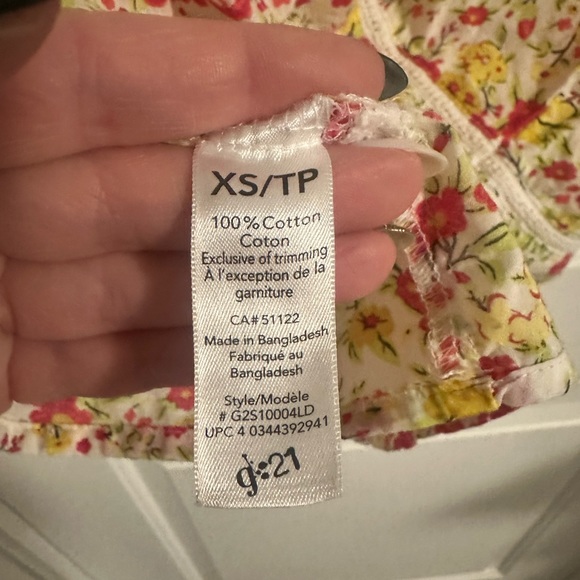 XS/TP
100% Cotton
Coton
Exclusive of trimming
À l'exception de la
garniture
CA# 51122
Made in Bangladesh
Fabriqué au
Bangladesh
Style/Modèle
# G2S10004LD
UPC 4 0344392941
g:21